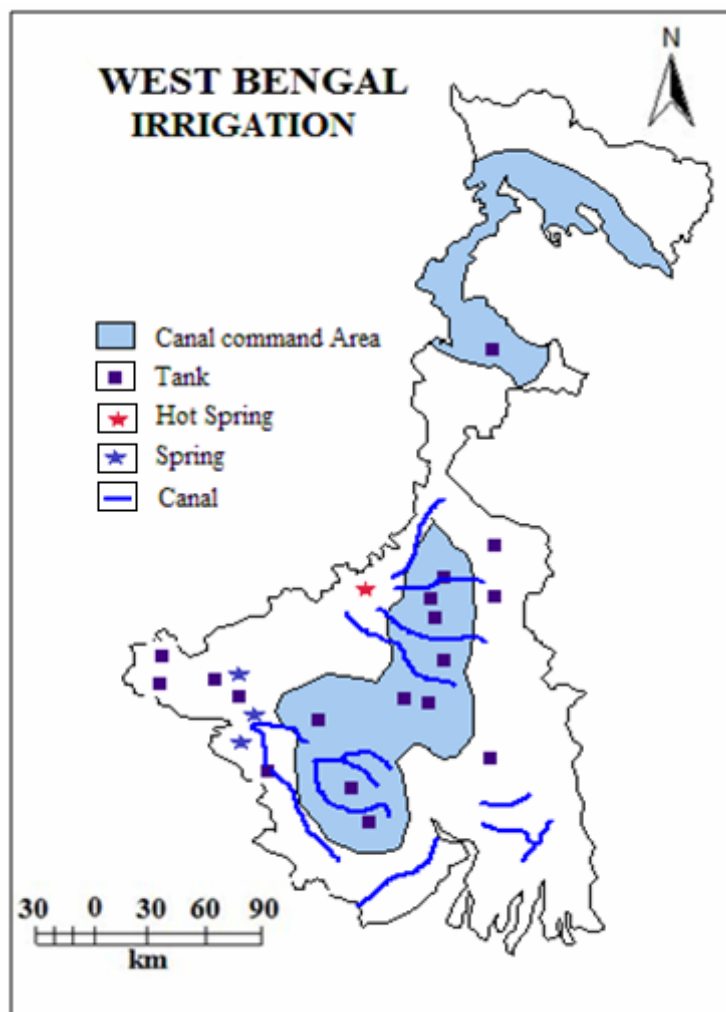 N
WEST BENGAL
IRRIGATION
Canal command Area
Tank
Hot Spring
Spring
Canal
30 0 30 60 90
km